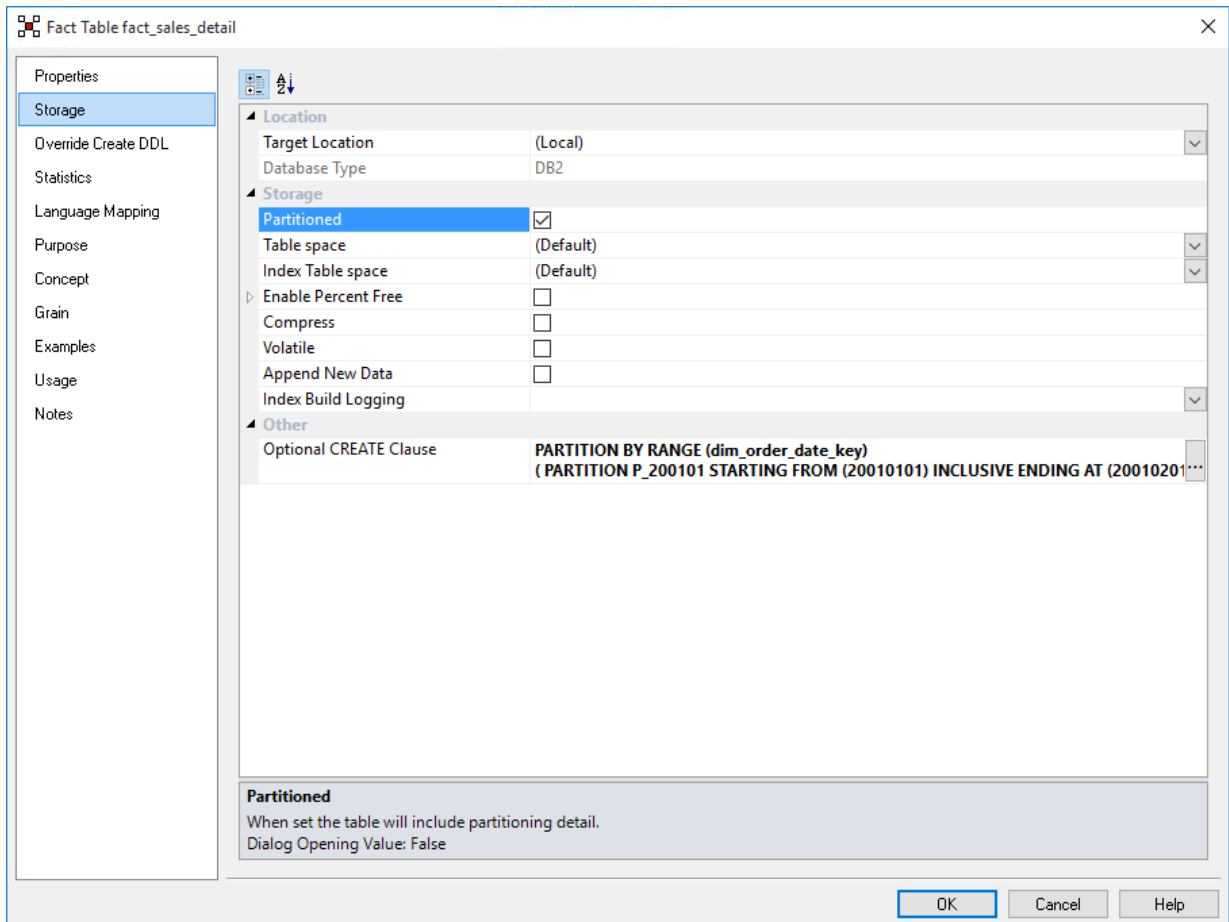 Fact Table fact_sales_detail
Properties
Storage
Override Create DDL
Statistics
Language Mapping
Purpose
Concept
Grain
Examples
Usage
Notes
Location
Target Location (Local)
Database Type DB2
Storage
Partitioned
Table space (Default)
Index Table space (Default)
Enable Percent Free
Compress
Volatile
Append New Data
Index Build Logging
Other
Optional CREATE Clause PARTITION BY RANGE (dim_order_date_key)
( PARTITION P_200101 STARTING FROM (20010101) INCLUSIVE ENDING AT (20010201 ...
Partitioned
When set the table will include partitioning detail.
Dialog Opening Value: False
OK Cancel Help